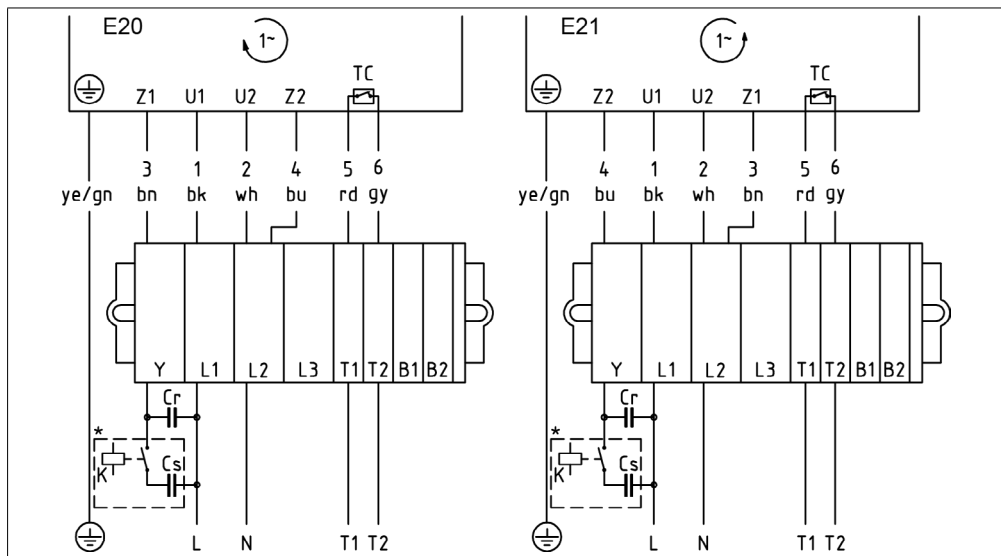 E20
1~
TC
Z1 U1 U2 Z2
3 1 2 4 5 6
ye/gn bn bk wh bu rd gy
Y L1 L2 L3 T1 T2 B1 B2
Cr
*
K Cs
L N T1 T2
E21
1~
TC
Z2 U1 U2 Z1
4 1 2 3 5 6
ye/gn bu bk wh bn rd gy
Y L1 L2 L3 T1 T2 B1 B2
Cr
*
K Cs
L N T1 T2